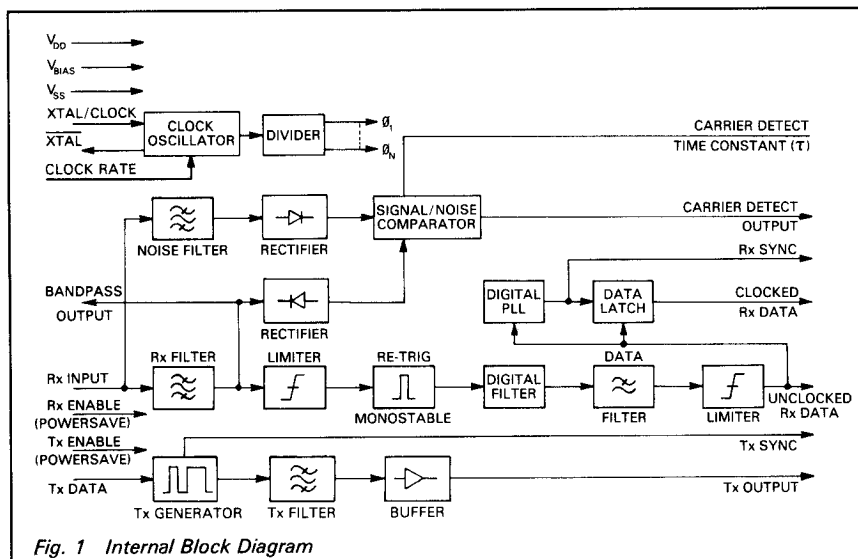 VDD
VBIAS
VSS
XTAL/CLOCK
XTAL
CLOCK RATE
CLOCK
OSCILLATOR
DIVIDER
Ø1
ØN
CARRIER DETECT
TIME CONSTANT (τ)
NOISE FILTER
RECTIFIER
SIGNAL/NOISE
COMPARATOR
CARRIER DETECT
OUTPUT
Rx SYNC
BANDPASS
OUTPUT
RECTIFIER
DIGITAL
PLL
DATA
LATCH
CLOCKED
Rx DATA
Rx INPUT
Rx FILTER
LIMITER
RE-TRIG
MONOSTABLE
DIGITAL
FILTER
DATA
FILTER
LIMITER
UNCLOCKED
Rx DATA
Rx ENABLE
(POWERSAVE)
Tx ENABLE
(POWERSAVE)
Tx SYNC
Tx DATA
Tx GENERATOR
Tx FILTER
BUFFER
Tx OUTPUT
Fig. 1 Internal Block Diagram